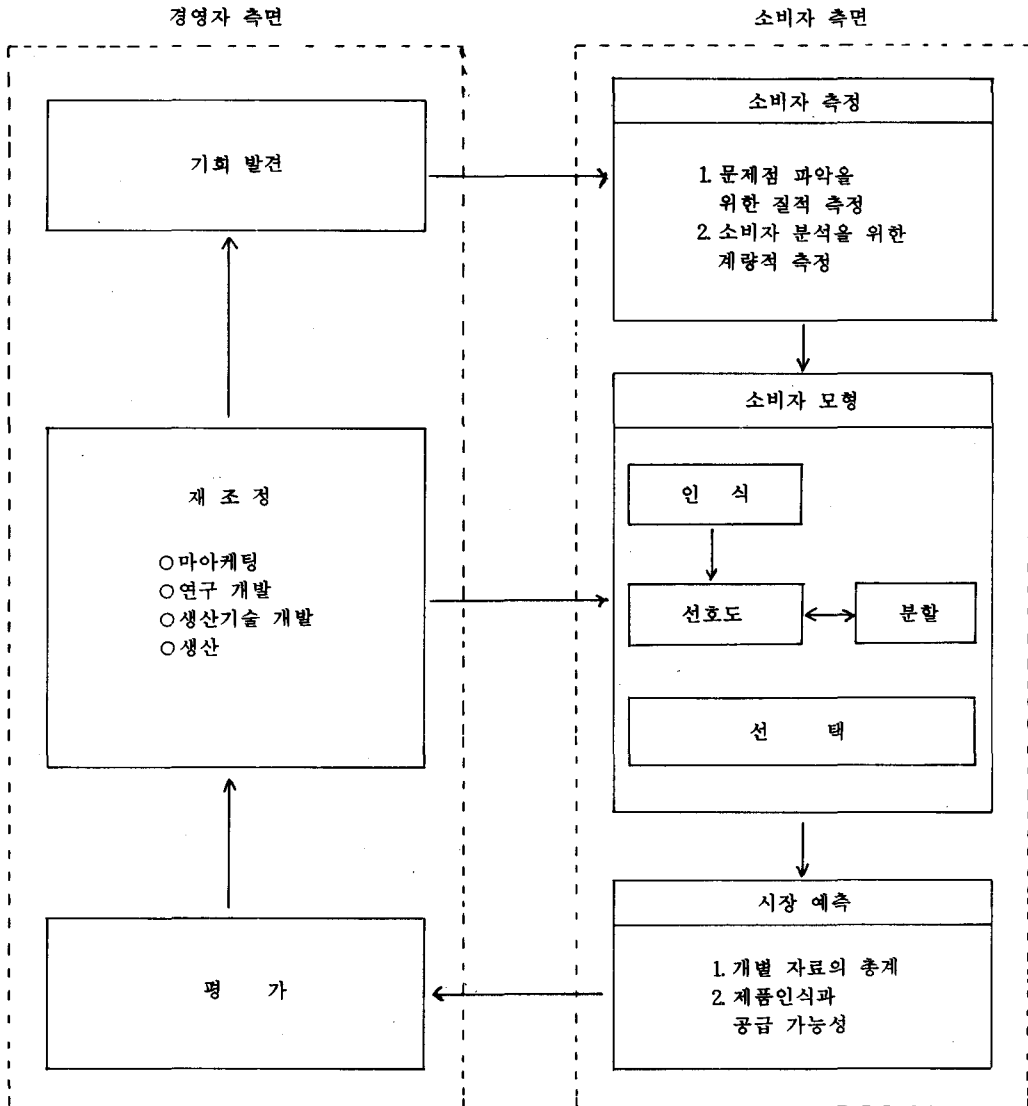 경영자 측면
기회 발견
재 조 정
○마아케팅
○연구 개발
○생산기술 개발
○생산
평 가
소비자 측면
소비자 측정
1. 문제점 파악을
위한 질적 측정
2. 소비자 분석을 위한
계량적 측정
소비자 모형
인 식
선호도
분할
선 택
시장 예측
1. 개별 자료의 총계
2. 제품인식과
공급 가능성